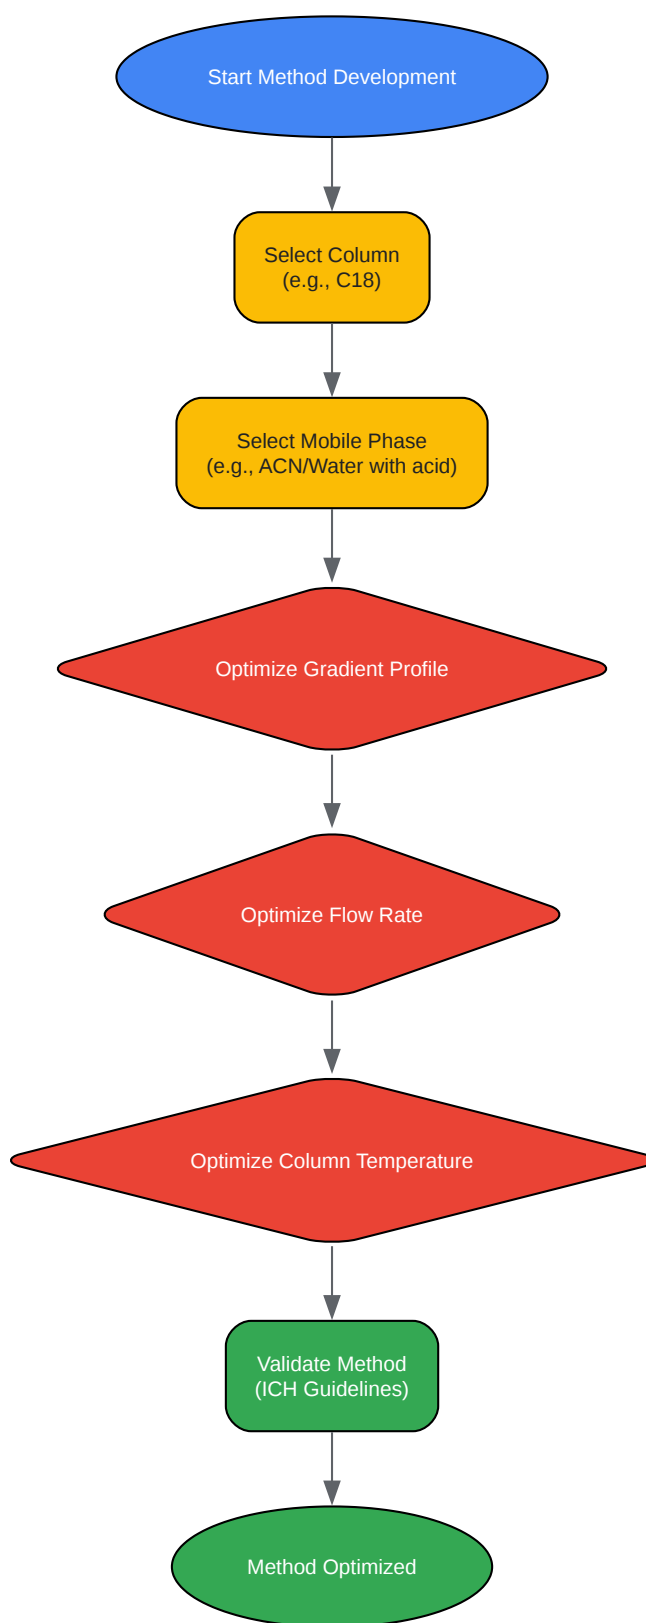 Start Method Development
Select Column
(e.g., C18)
Select Mobile Phase
(e.g., ACN/Water with acid)
Optimize Gradient Profile
Optimize Flow Rate
Optimize Column Temperature
Validate Method
(ICH Guidelines)
Method Optimized